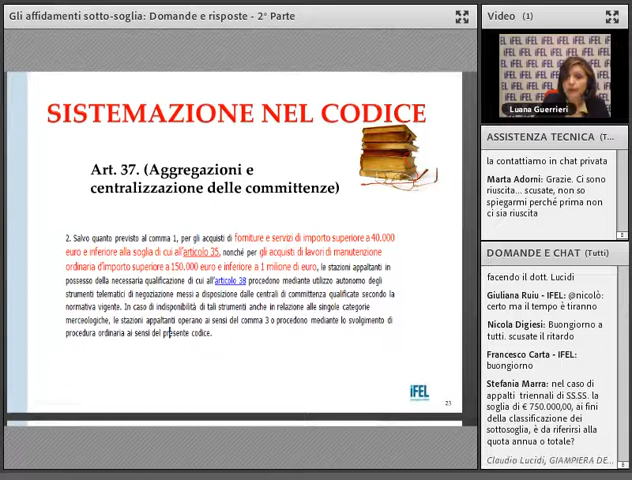 Gli affidamenti sotto-soglia: Domande e risposte - 2° Parte
SISTEMAZIONE NEL CODICE
Art. 37. (Aggregazioni e
centralizzazione delle committenze)
2. Salvo quanto previsto al comma 1, per gli acquisti di forniture e servizi di importo superiore a 40.000
euro e inferiore alla soglia di cui all'articolo 35, nonché per gli acquisti di lavori di manutenzione
ordinaria d'importo superiore a 150.000 euro e inferiore a 1 milione di euro, le stazioni appaltanti in
possesso della necessaria qualificazione di cui all'articolo 38 procedono mediante utilizzo autonomo degli
strumenti telematici di negoziazione messi a disposizione dalle centrali di committenza qualificate secondo la
normativa vigente. In caso di indisponibilità di tali strumenti anche in relazione alle singole categorie
merceologiche, le stazioni appaltanti operano ai sensi del comma 3 o procedono mediante lo svolgimento di
procedura ordinaria ai sensi del presente codice.
iFEL
23
Video (1)
Luana Guerrieri
ASSISTENZA TECNICA (T...
la contattiamo in chat privata
Marta Adorni: Grazie. Ci sono
riuscita... scusate, non so
spiegarmi perché prima non
ci sia riuscita
DOMANDE E CHAT (Tutti)
facendo il dott. Lucidi
Giuliana Ruiu - IFEL: @nicolò:
certo ma il tempo è tiranno
Nicola Digiesi: Buongiorno a
tutti. scusate il ritardo
Francesco Carta - IFEL:
buongiorno
Stefania Marra: nel caso di
appalti triennali di SS.SS. la
soglia di € 750.000,00, ai fini
della classificazione dei
sottosoglia, è da riferirsi alla
quota annua o totale?
Claudio Lucidi, GIAMPIERA DE...